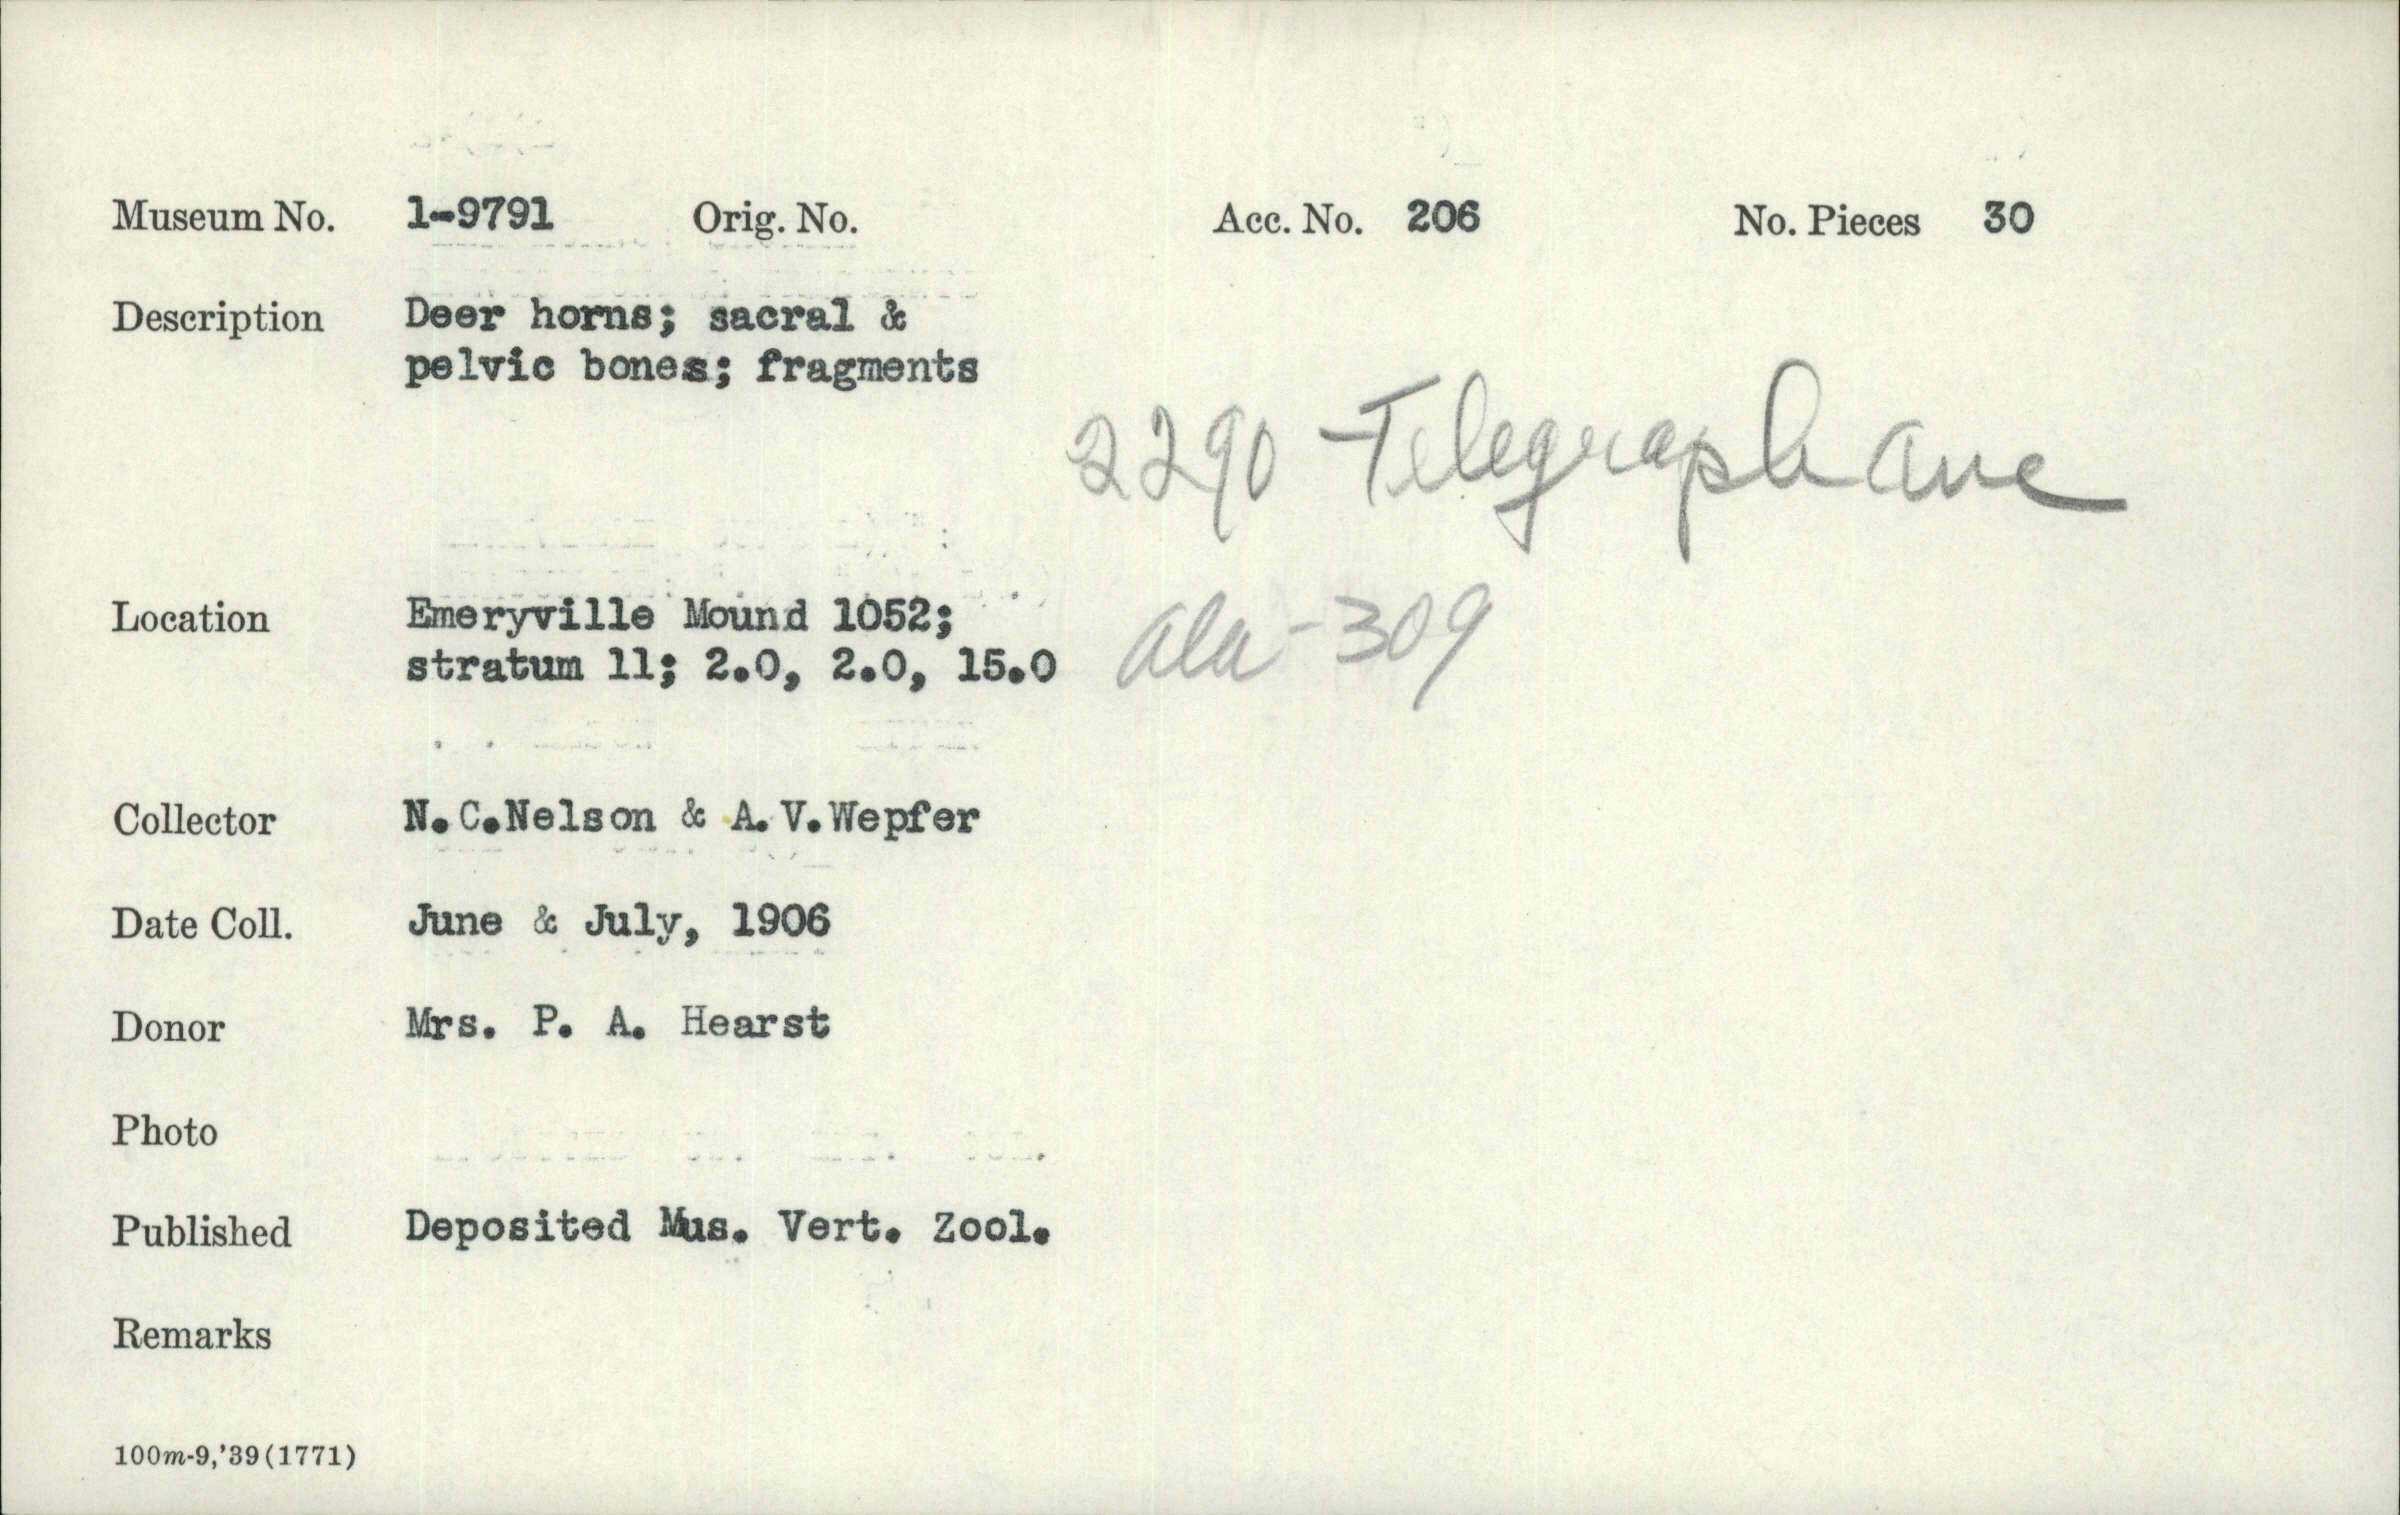 Museum No. 1-9791 Orig. No. Acc. No. 206 No. Pieces 30
Description Deer horns; sacral &
pelvic bones; fragments
2290 Telegraph Ave
Location Emeryville Mound 1052;
stratum 11; 2.0, 2.0, 15.0 Ala-309
Collector N.C.Nelson & A.V.Wepfer
Date Coll. June & July, 1906
Donor Mrs. P. A. Hearst
Photo
Published Deposited Mus. Vert. Zool.
Remarks
100m-9,'39(1771)